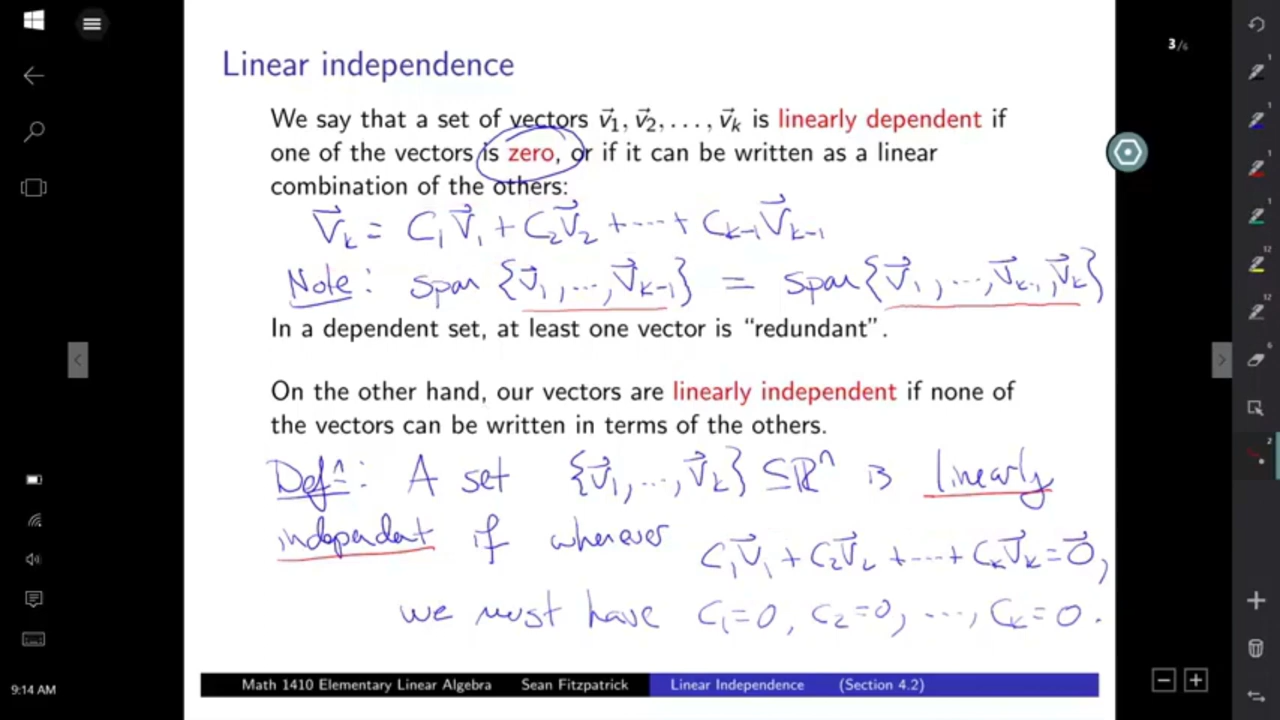 3/6
Linear independence
We say that a set of vectors v⃗1, v⃗2, . . . , v⃗k is linearly dependent if
one of the vectors is zero, or if it can be written as a linear
combination of the others:
v⃗k = C1v⃗1 + C2v⃗2 + ··· + Ck-1v⃗k-1
Note: span {v⃗1, ..., v⃗k-1} = span{v⃗1, ..., v⃗k-1, v⃗k}
In a dependent set, at least one vector is “redundant”.
On the other hand, our vectors are linearly independent if none of
the vectors can be written in terms of the others.
Defⁿ: A set {v⃗1, ..., v⃗k} ⊆ ℝⁿ is linearly
independent if whenever
C1v⃗1 + C2v⃗2 + ··· + Ckv⃗k = 0⃗,
we must have C1=0, C2=0, ..., Ck=0.
Math 1410 Elementary Linear Algebra Sean Fitzpatrick Linear Independence (Section 4.2)
9:14 AM